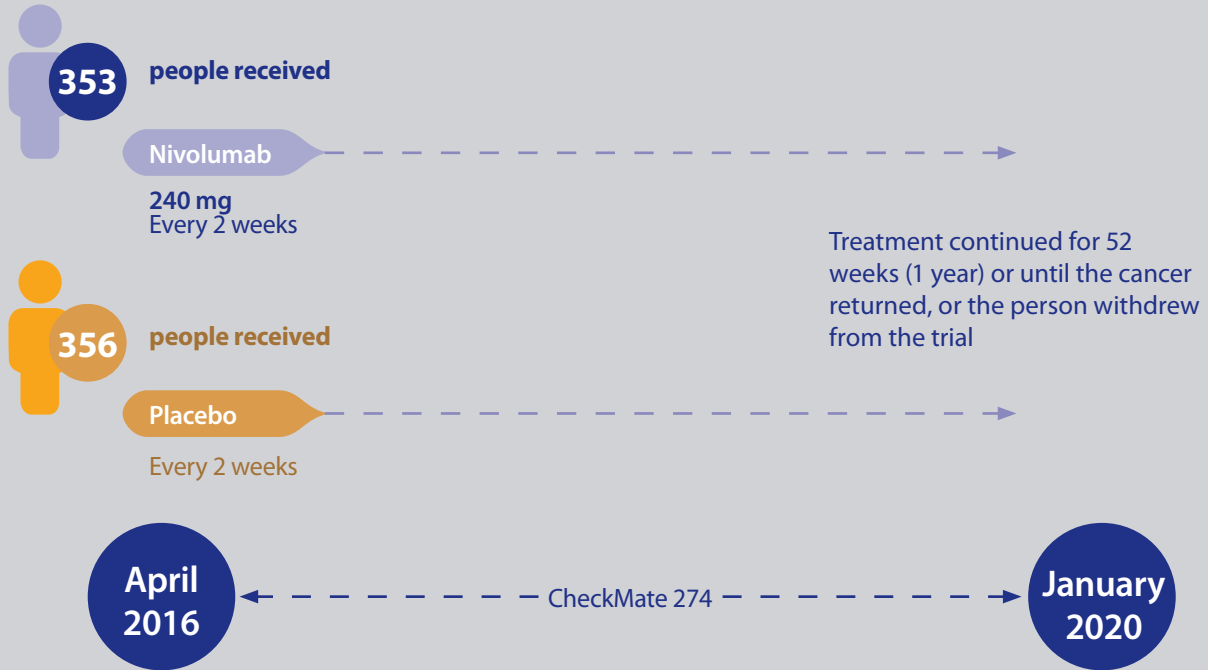 353
people received
Nivolumab
240 mg
Every 2 weeks
Treatment continued for 52
weeks (1 year) or until the cancer
returned, or the person withdrew
from the trial
356
people received
Placebo
Every 2 weeks
April
2016
CheckMate 274
January
2020